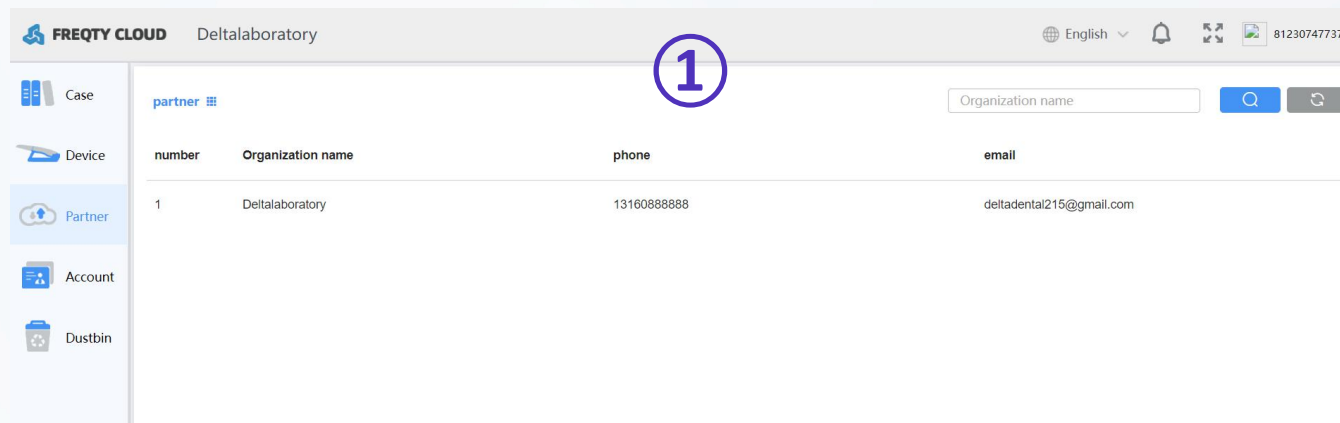 FREQTY CLOUD Deltalaboratory English 81230747737
①
Case
partner Organization name
Device
number Organization name phone email
Partner
1 Deltalaboratory 13160888888 deltadental215@gmail.com
Account
Dustbin